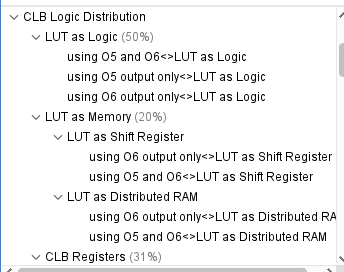 CLB Logic Distribution
LUT as Logic (50%)
using O5 and O6<>LUT as Logic
using O5 output only<>LUT as Logic
using O6 output only<>LUT as Logic
LUT as Memory (20%)
LUT as Shift Register
using O6 output only<>LUT as Shift Register
using O5 and O6<>LUT as Shift Register
LUT as Distributed RAM
using O6 output only<>LUT as Distributed RA
using O5 and O6<>LUT as Distributed RAM
CLB Registers (31%)